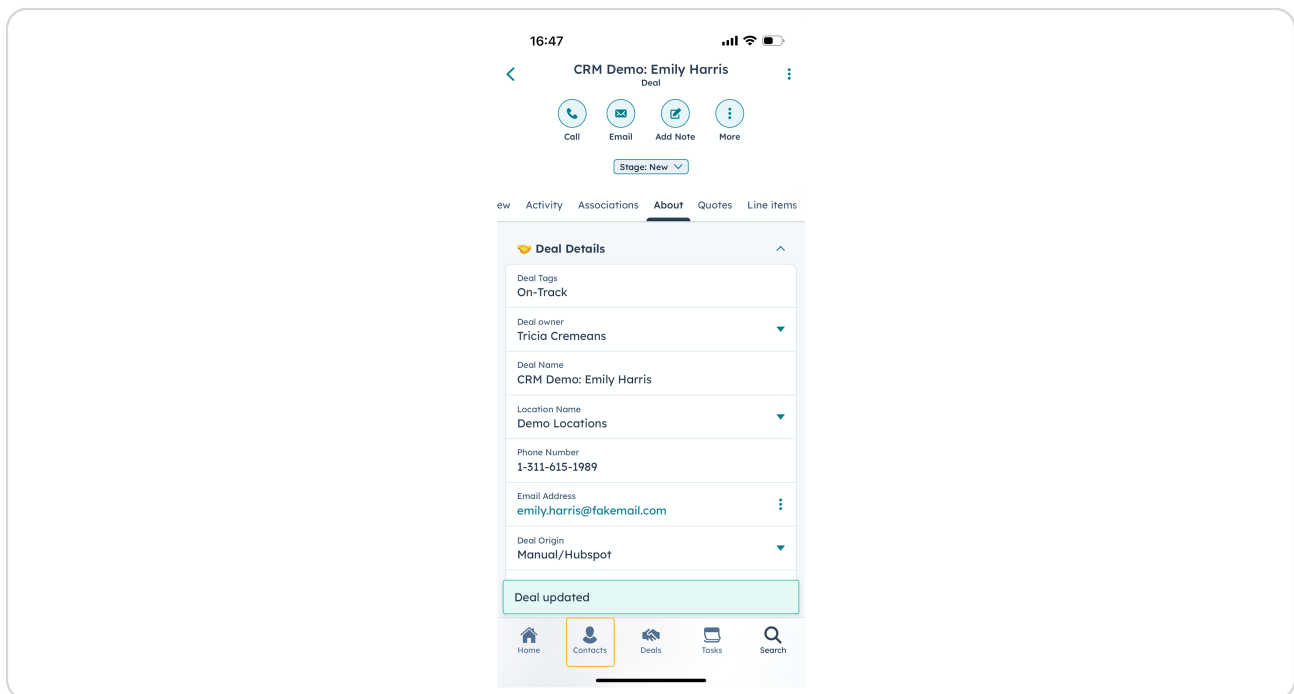 16:47
CRM Demo: Emily Harris
Deal
Call Email Add Note More
Stage: New
ew Activity Associations About Quotes Line items
Deal Details
Deal Tags
On-Track
Deal owner
Tricia Cremeans
Deal Name
CRM Demo: Emily Harris
Location Name
Demo Locations
Phone Number
1-311-615-1989
Email Address
emily.harris@fakemail.com
Deal Origin
Manual/Hubspot
Deal updated
Home Contacts Deals Tasks Search